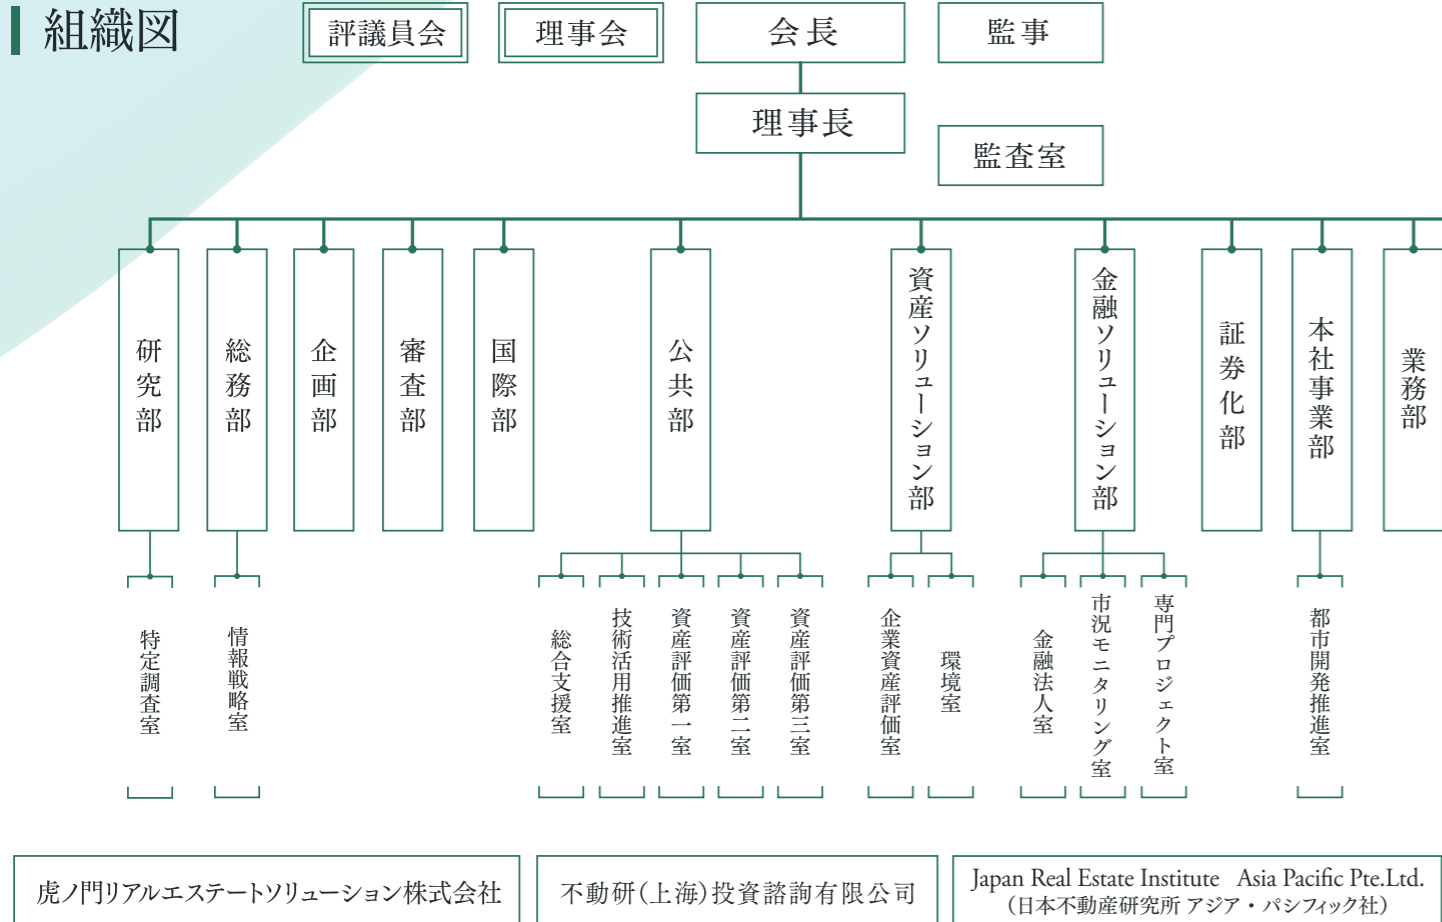 組織図
評議員会
理事会
会長
監事
理事長
監査室
研究部
総務部
企画部
審査部
国際部
公共部
資産ソリューション部
金融ソリューション部
証券化部
本社事業部
業務部
特定調査室
情報戦略室
総合支援室
技術活用推進室
資産評価第一室
資産評価第二室
資産評価第三室
企業資産評価室
環境室
金融法人室
市況モニタリング室
専門プロジェクト室
都市開発推進室
虎ノ門リアルエステートソリューション株式会社
不動研(上海)投資諮詢有限公司
Japan Real Estate Institute Asia Pacific Pte.Ltd.
(日本不動産研究所 アジア・パシフィック社)